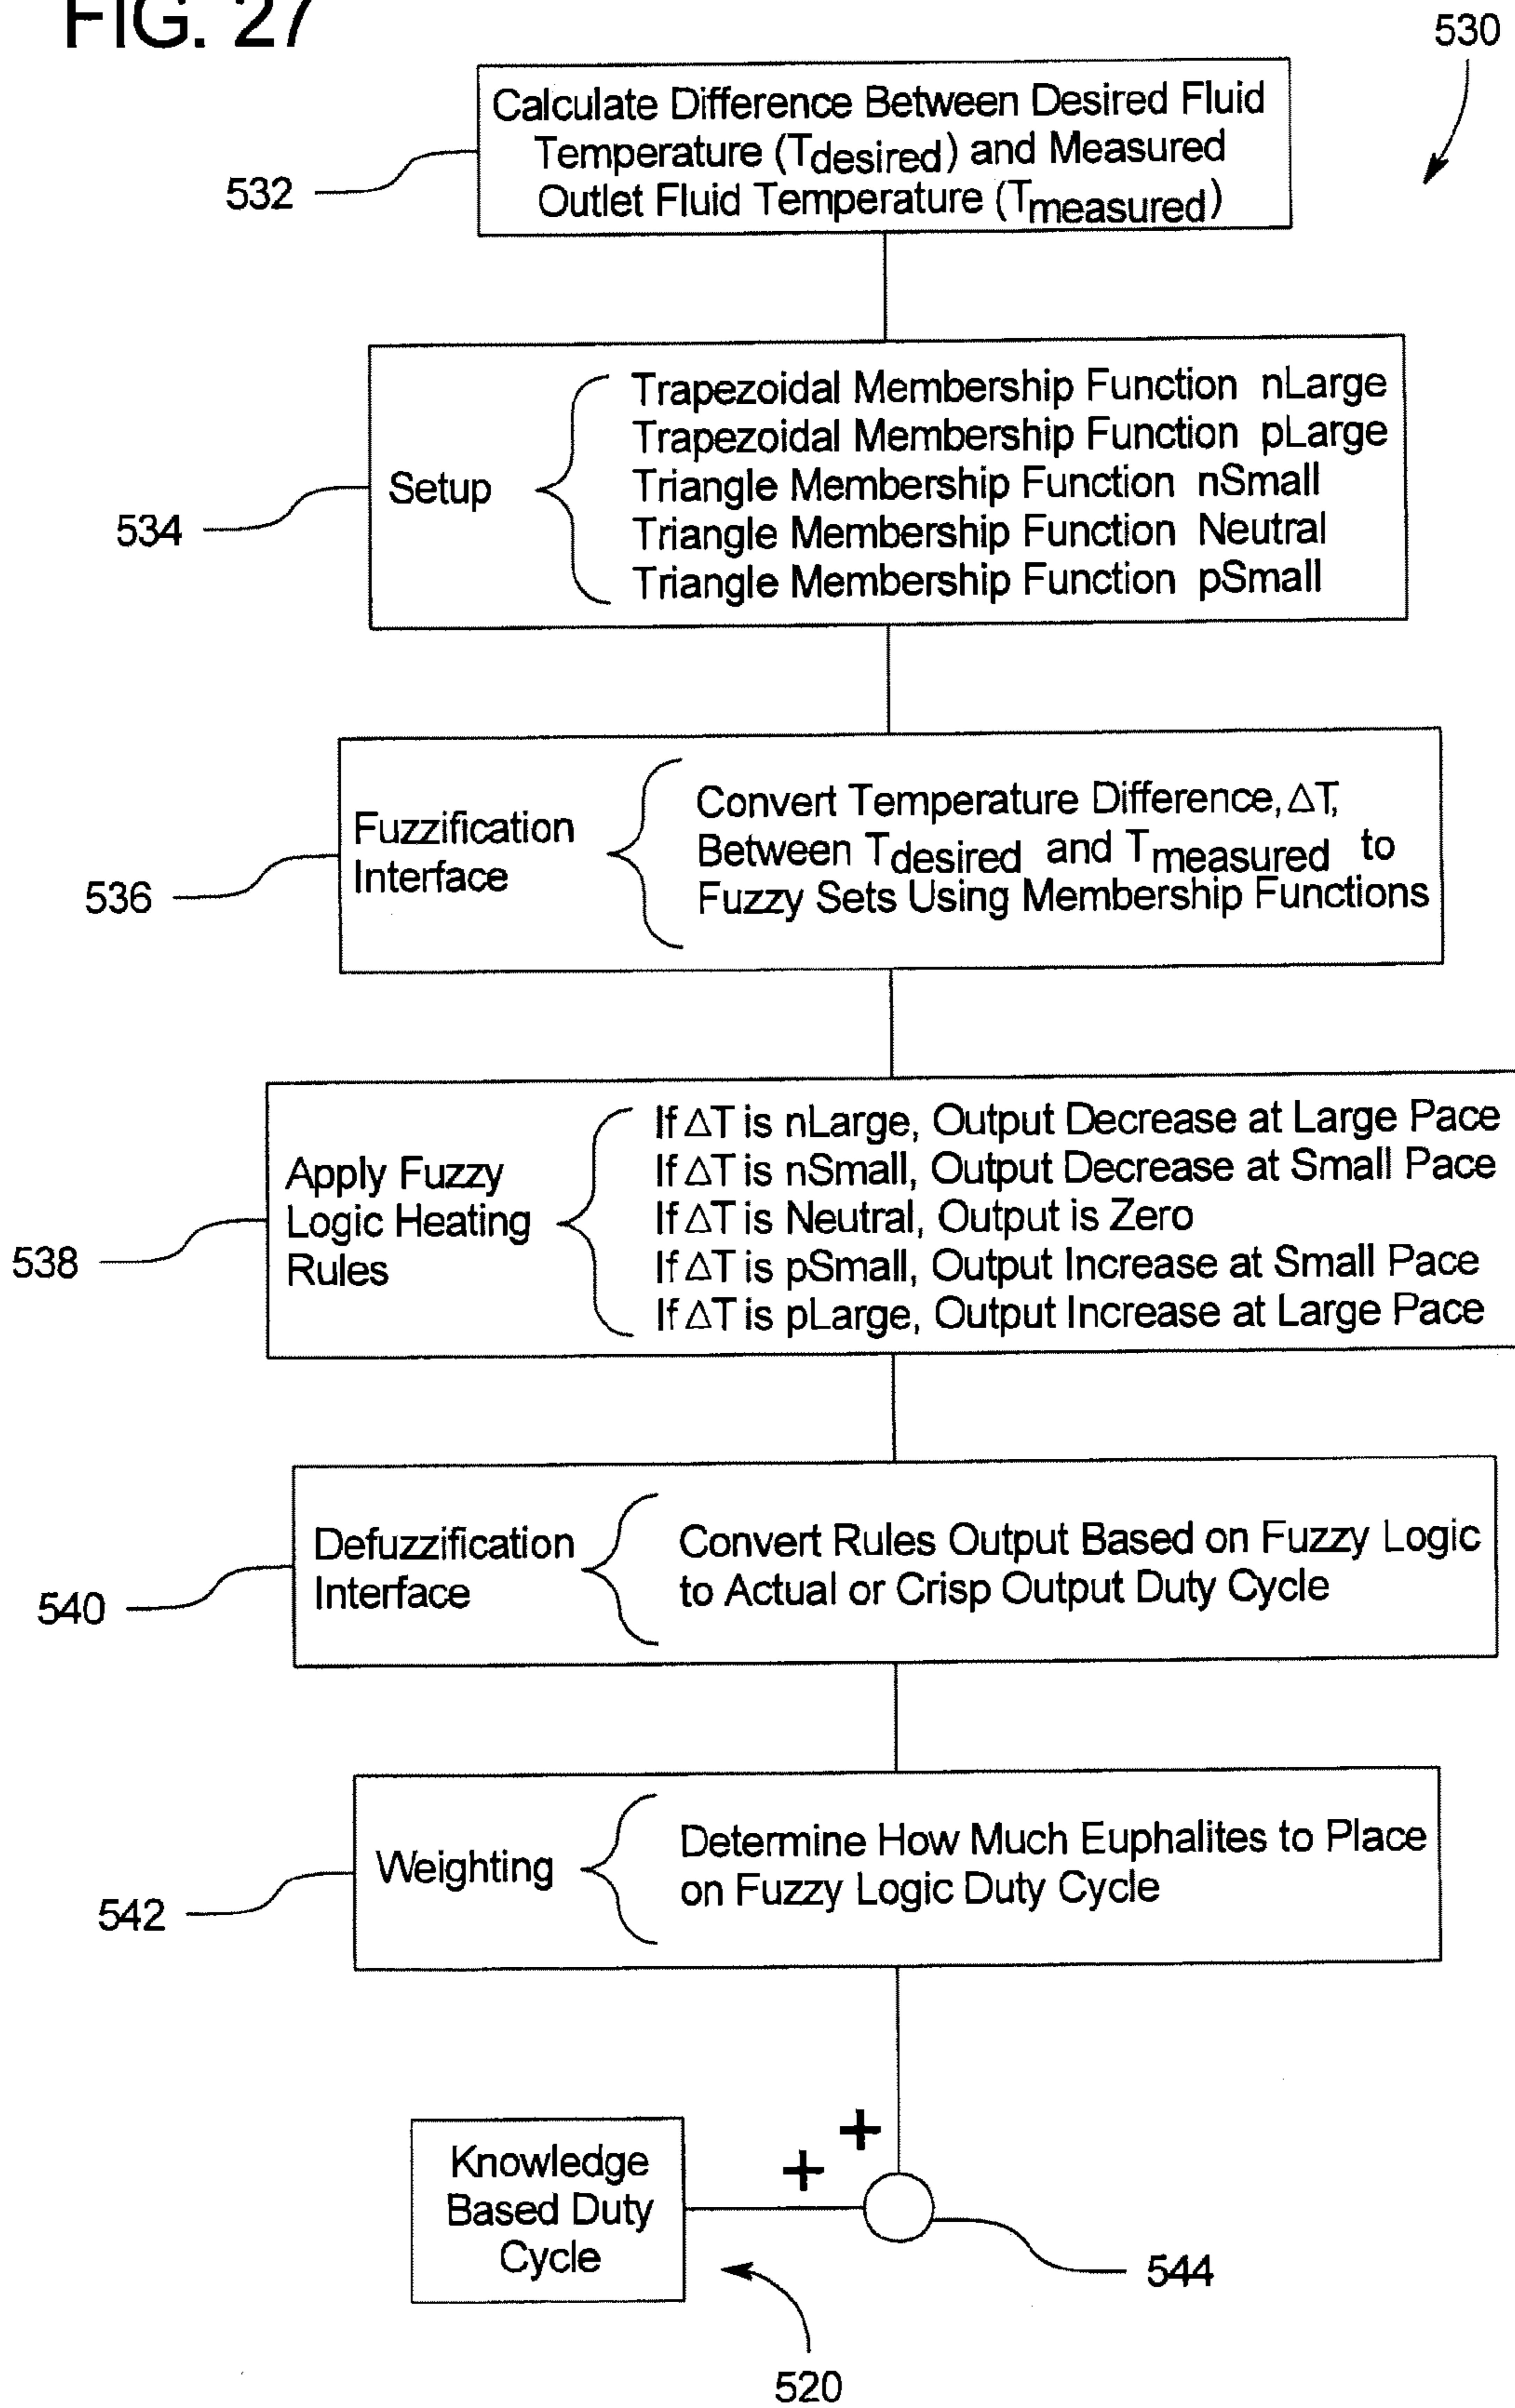 FIG. 27
530
Calculate Difference Between Desired Fluid
Temperature (Tdesired) and Measured
Outlet Fluid Temperature (Tmeasured)
532
Setup
Trapezoidal Membership Function nLarge
Trapezoidal Membership Function pLarge
Triangle Membership Function nSmall
Triangle Membership Function Neutral
Triangle Membership Function pSmall
534
Fuzzification
Interface
Convert Temperature Difference, ΔT,
Between Tdesired and Tmeasured to
Fuzzy Sets Using Membership Functions
536
Apply Fuzzy
Logic Heating
Rules
If ΔT is nLarge, Output Decrease at Large Pace
If ΔT is nSmall, Output Decrease at Small Pace
If ΔT is Neutral, Output is Zero
If ΔT is pSmall, Output Increase at Small Pace
If ΔT is pLarge, Output Increase at Large Pace
538
Defuzzification
Interface
Convert Rules Output Based on Fuzzy Logic
to Actual or Crisp Output Duty Cycle
540
Weighting
Determine How Much Euphalites to Place
on Fuzzy Logic Duty Cycle
542
+
+
Knowledge
Based Duty
Cycle
544
520